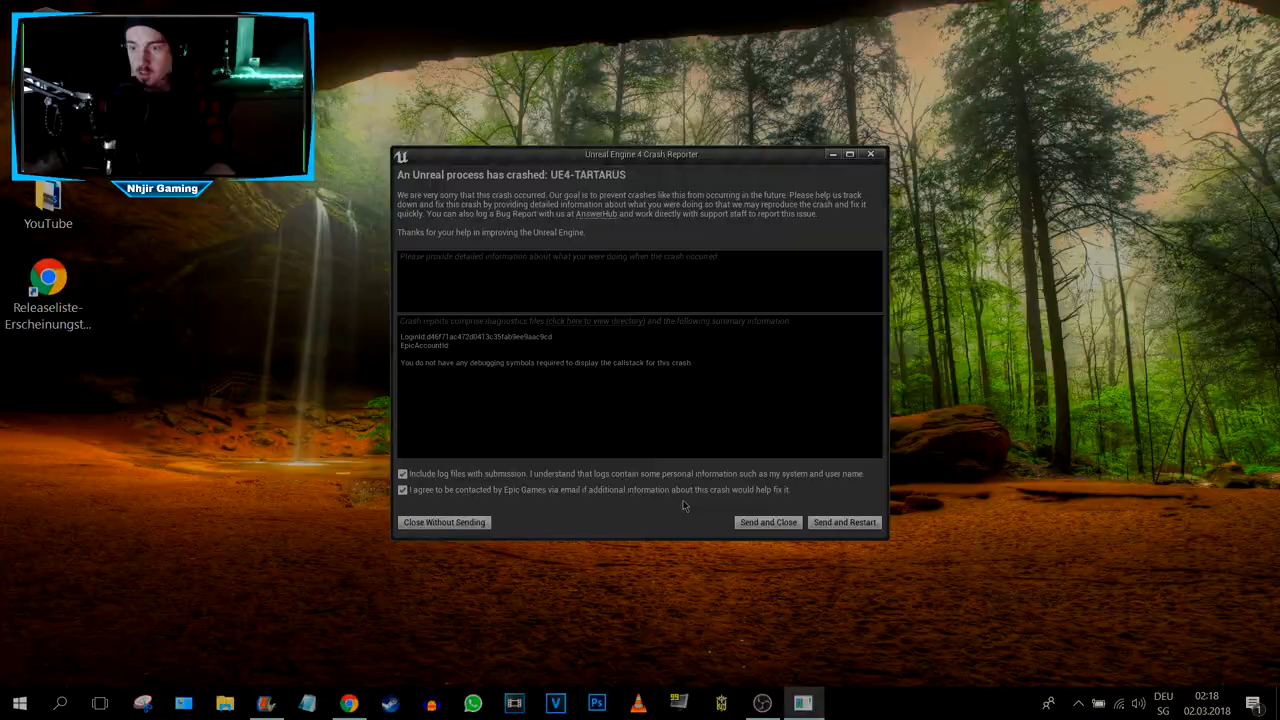 Nhjir Gaming
YouTube
Releaseliste-
Erscheinungst...
Unreal Engine 4 Crash Reporter
An Unreal process has crashed: UE4-TARTARUS
We are very sorry that this crash occurred. Our goal is to prevent crashes like this from occurring in the future. Please help us track
down and fix this crash by providing detailed information about what you were doing so that we may reproduce the crash and fix it
quickly. You can also log a Bug Report with us at AnswerHub and work directly with support staff to report this issue.
Thanks for your help in improving the Unreal Engine.
Please provide detailed information about what you were doing when the crash occurred.
Crash reports comprise diagnostics files (click here to view directory) and the following summary information:
LoginId:d46f71ac472d0413c35fab9ee9aac9cd
EpicAccountId:
You do not have any debugging symbols required to display the callstack for this crash.
Include log files with submission. I understand that logs contain some personal information such as my system and user name.
I agree to be contacted by Epic Games via email if additional information about this crash would help fix it.
Close Without Sending
Send and Close
Send and Restart
DEU
SG
02:18
02.03.2018